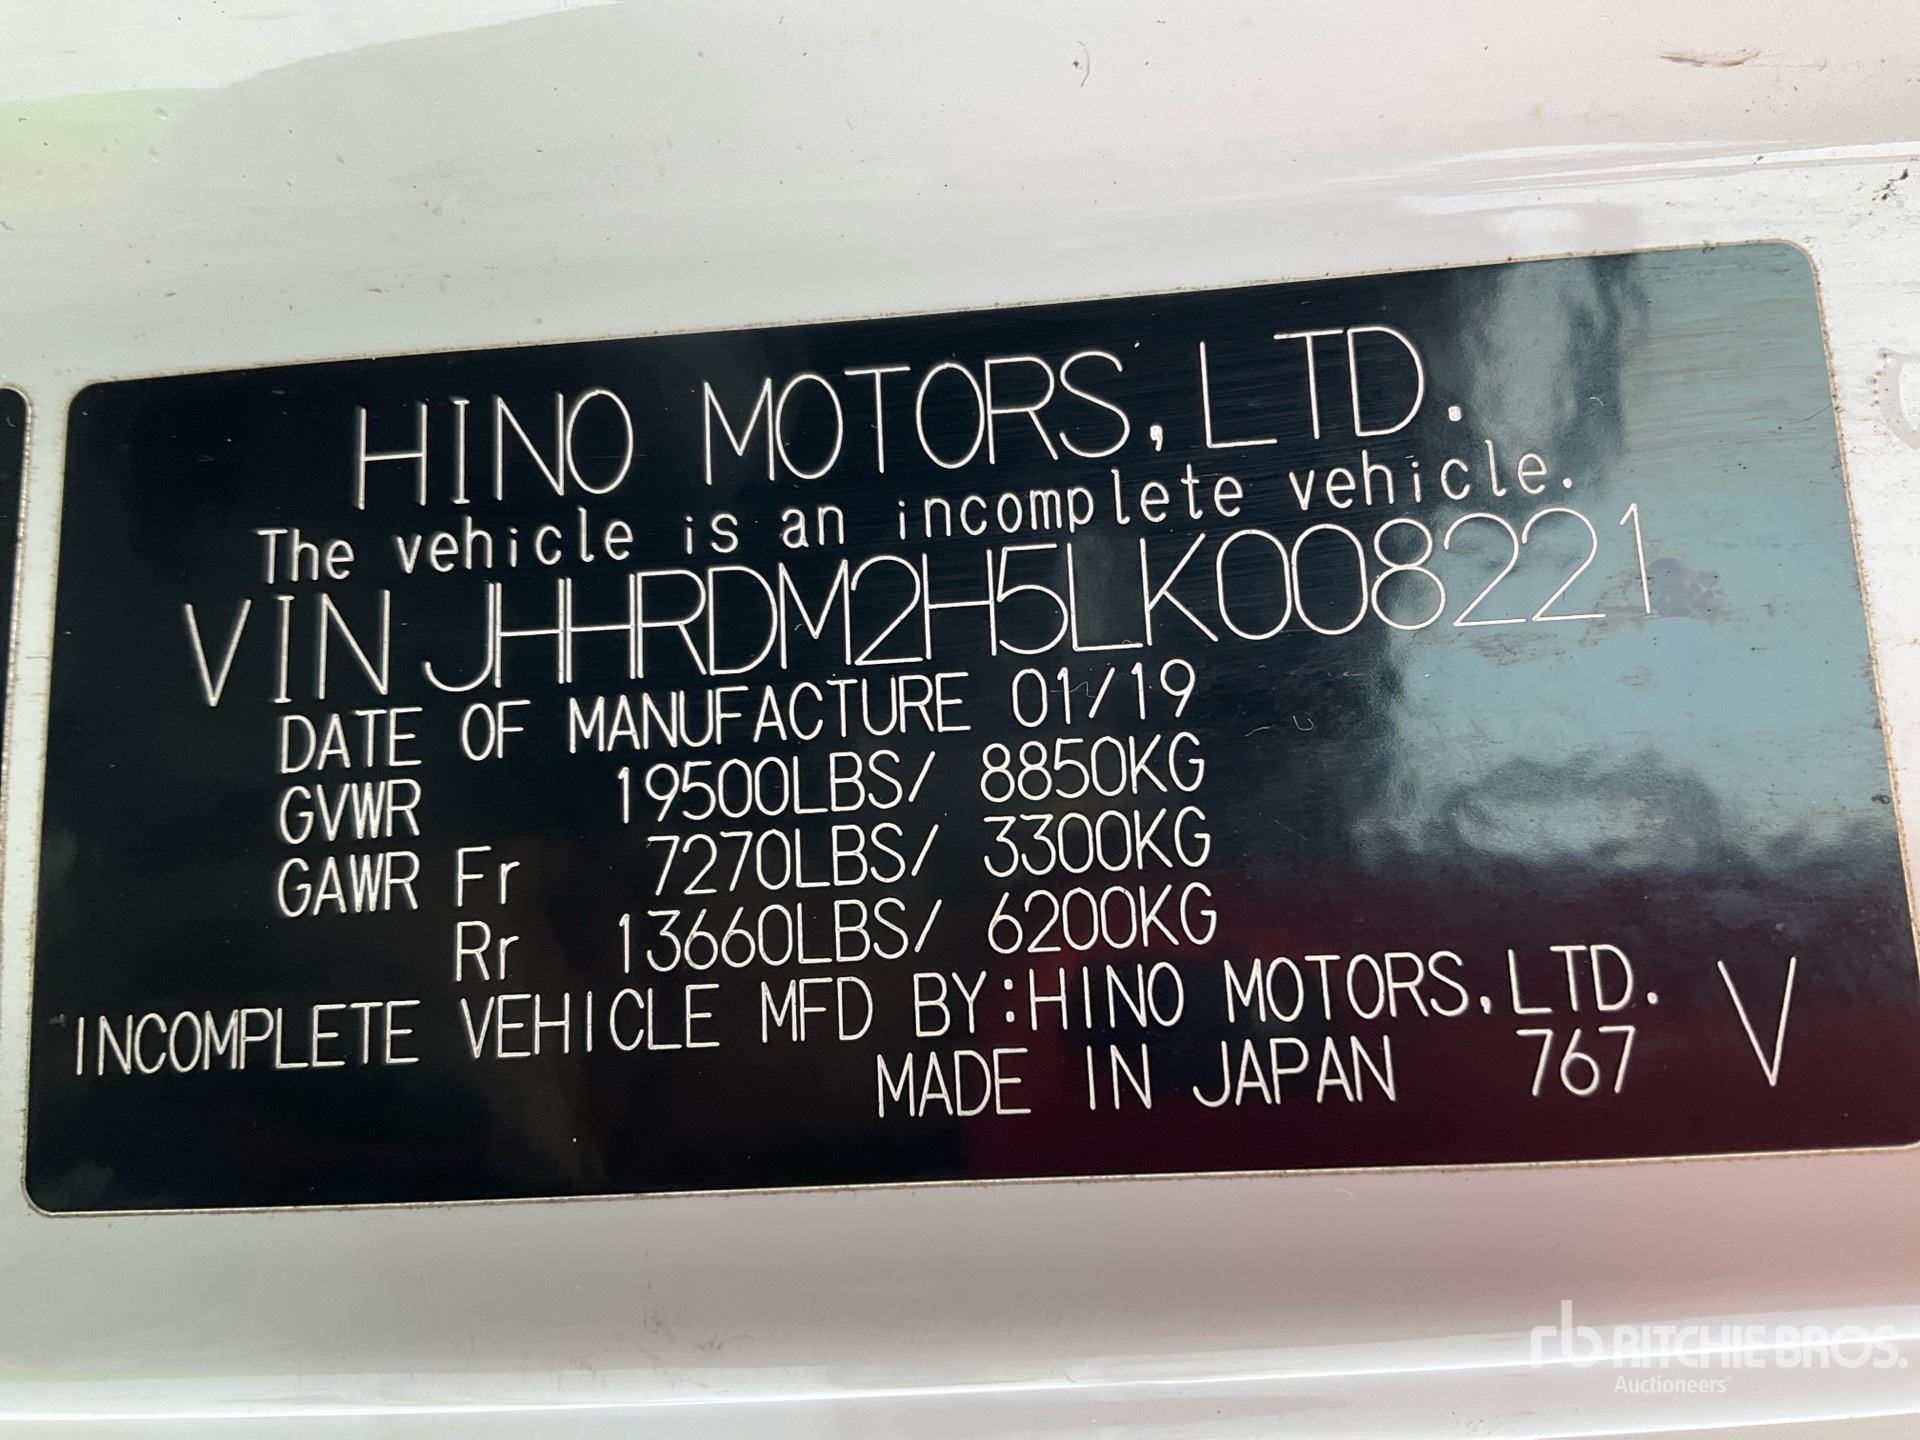 HINO MOTORS,LTD.
The vehicle is an incomplete vehicle.
VIN JHHRDM2H5LK008221
DATE OF MANUFACTURE 01/19
GVWR 19500LBS/ 8850KG
GAWR Fr 7270LBS/ 3300KG
Rr 13660LBS/ 6200KG
INCOMPLETE VEHICLE MFD BY:HINO MOTORS,LTD.
MADE IN JAPAN 767 V
rb RITCHIE BROS.
Auctioneers